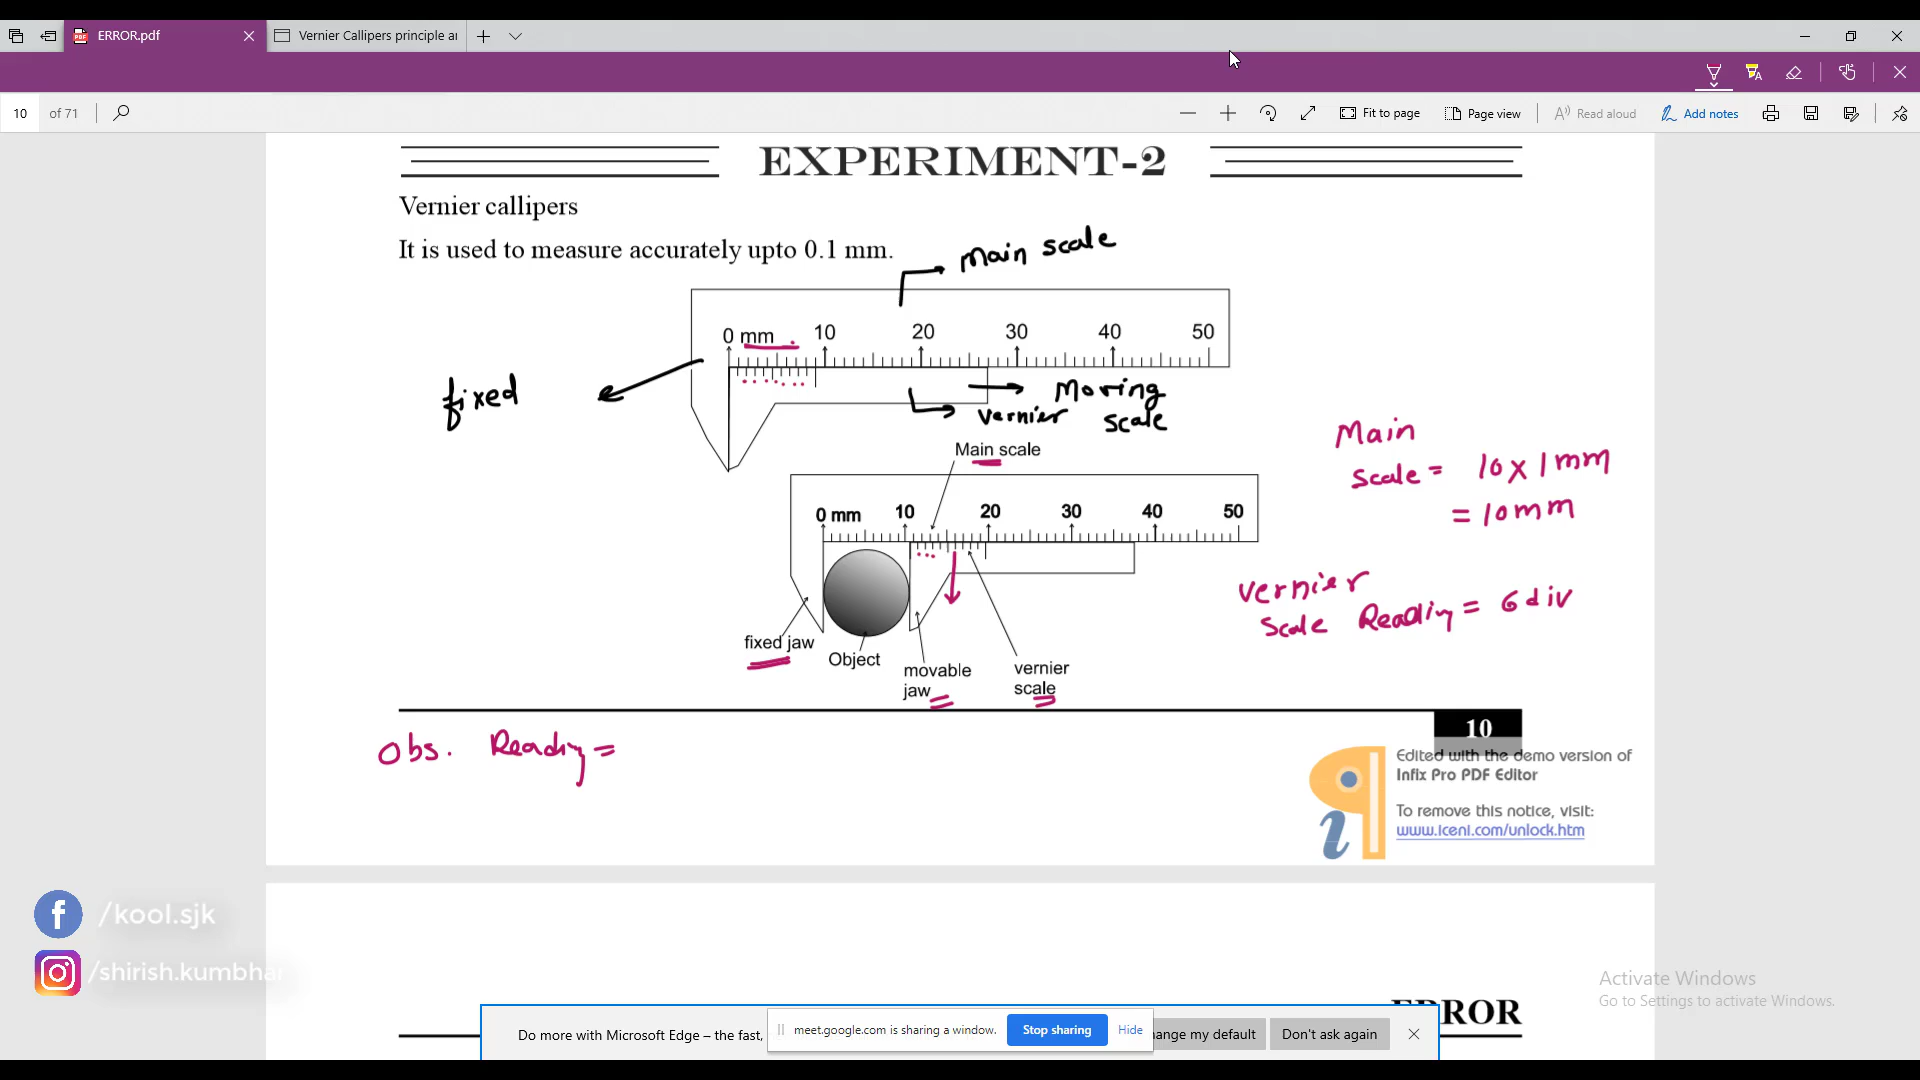 ERROR.pdf
Vernier Callipers principle ar
10 of 71
Fit to page
Page view
Read aloud
Add notes
EXPERIMENT-2
Vernier callipers
It is used to measure accurately upto 0.1 mm.
main scale
0 mm 10 20 30 40 50
fixed
Moving
vernier scale
Main scale
Main
scale = 10 x 1mm
= 10mm
0 mm 10 20 30 40 50
vernier
scale Reading = 6 div
fixed jaw
Object
movable
jaw
vernier
scale
10
Obs. Reading =
Edited with the demo version of
Infix Pro PDF Editor
To remove this notice, visit:
www.iceni.com/unlock.htm
/kool.sjk
/shirish.kumbhar
Activate Windows
Go to Settings to activate Windows.
ERROR
Do more with Microsoft Edge – the fast,
meet.google.com is sharing a window.
Stop sharing
Hide
hange my default
Don't ask again